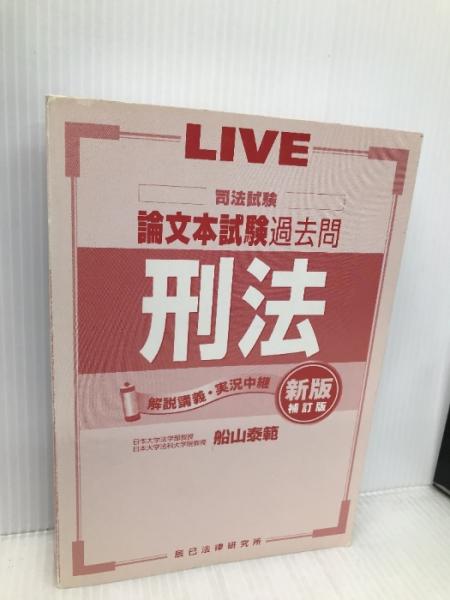 LIVE
司法試験
論文本試験過去問
刑法
解説講義・実況中継
新版
補訂版
日本大学法学部教授
日本大学法科大学院教授
船山泰範
辰已法律研究所